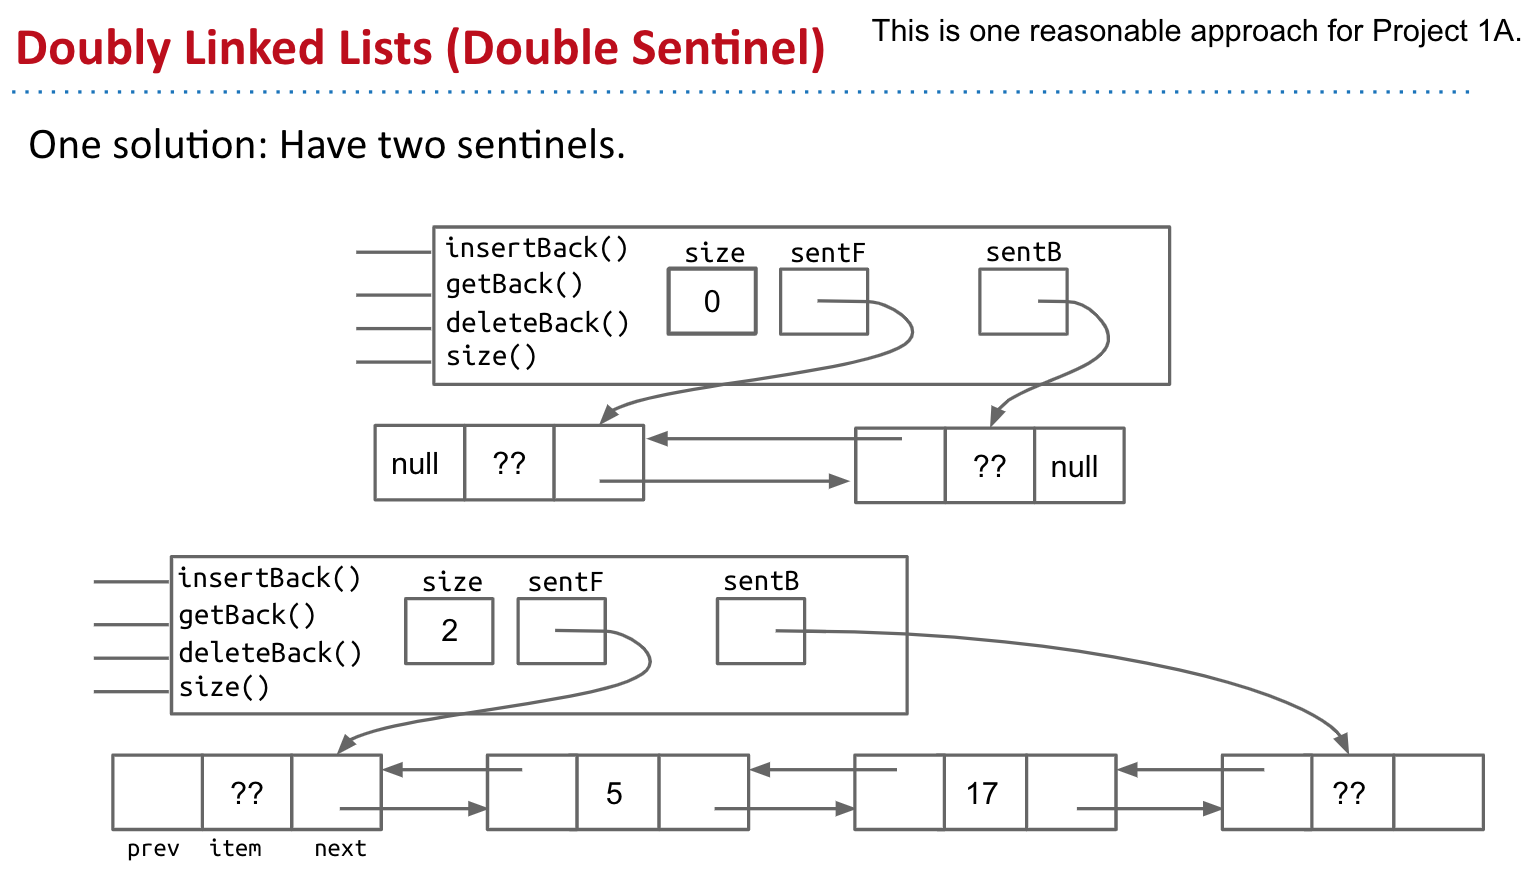 Doubly Linked Lists (Double Sentinel)
This is one reasonable approach for Project 1A.
One solution: Have two sentinels.
insertBack()
getBack()
deleteBack()
size()
size
sentF
sentB
0
null
??
??
null
insertBack()
getBack()
deleteBack()
size()
size
sentF
sentB
2
??
5
17
??
prev
item
next